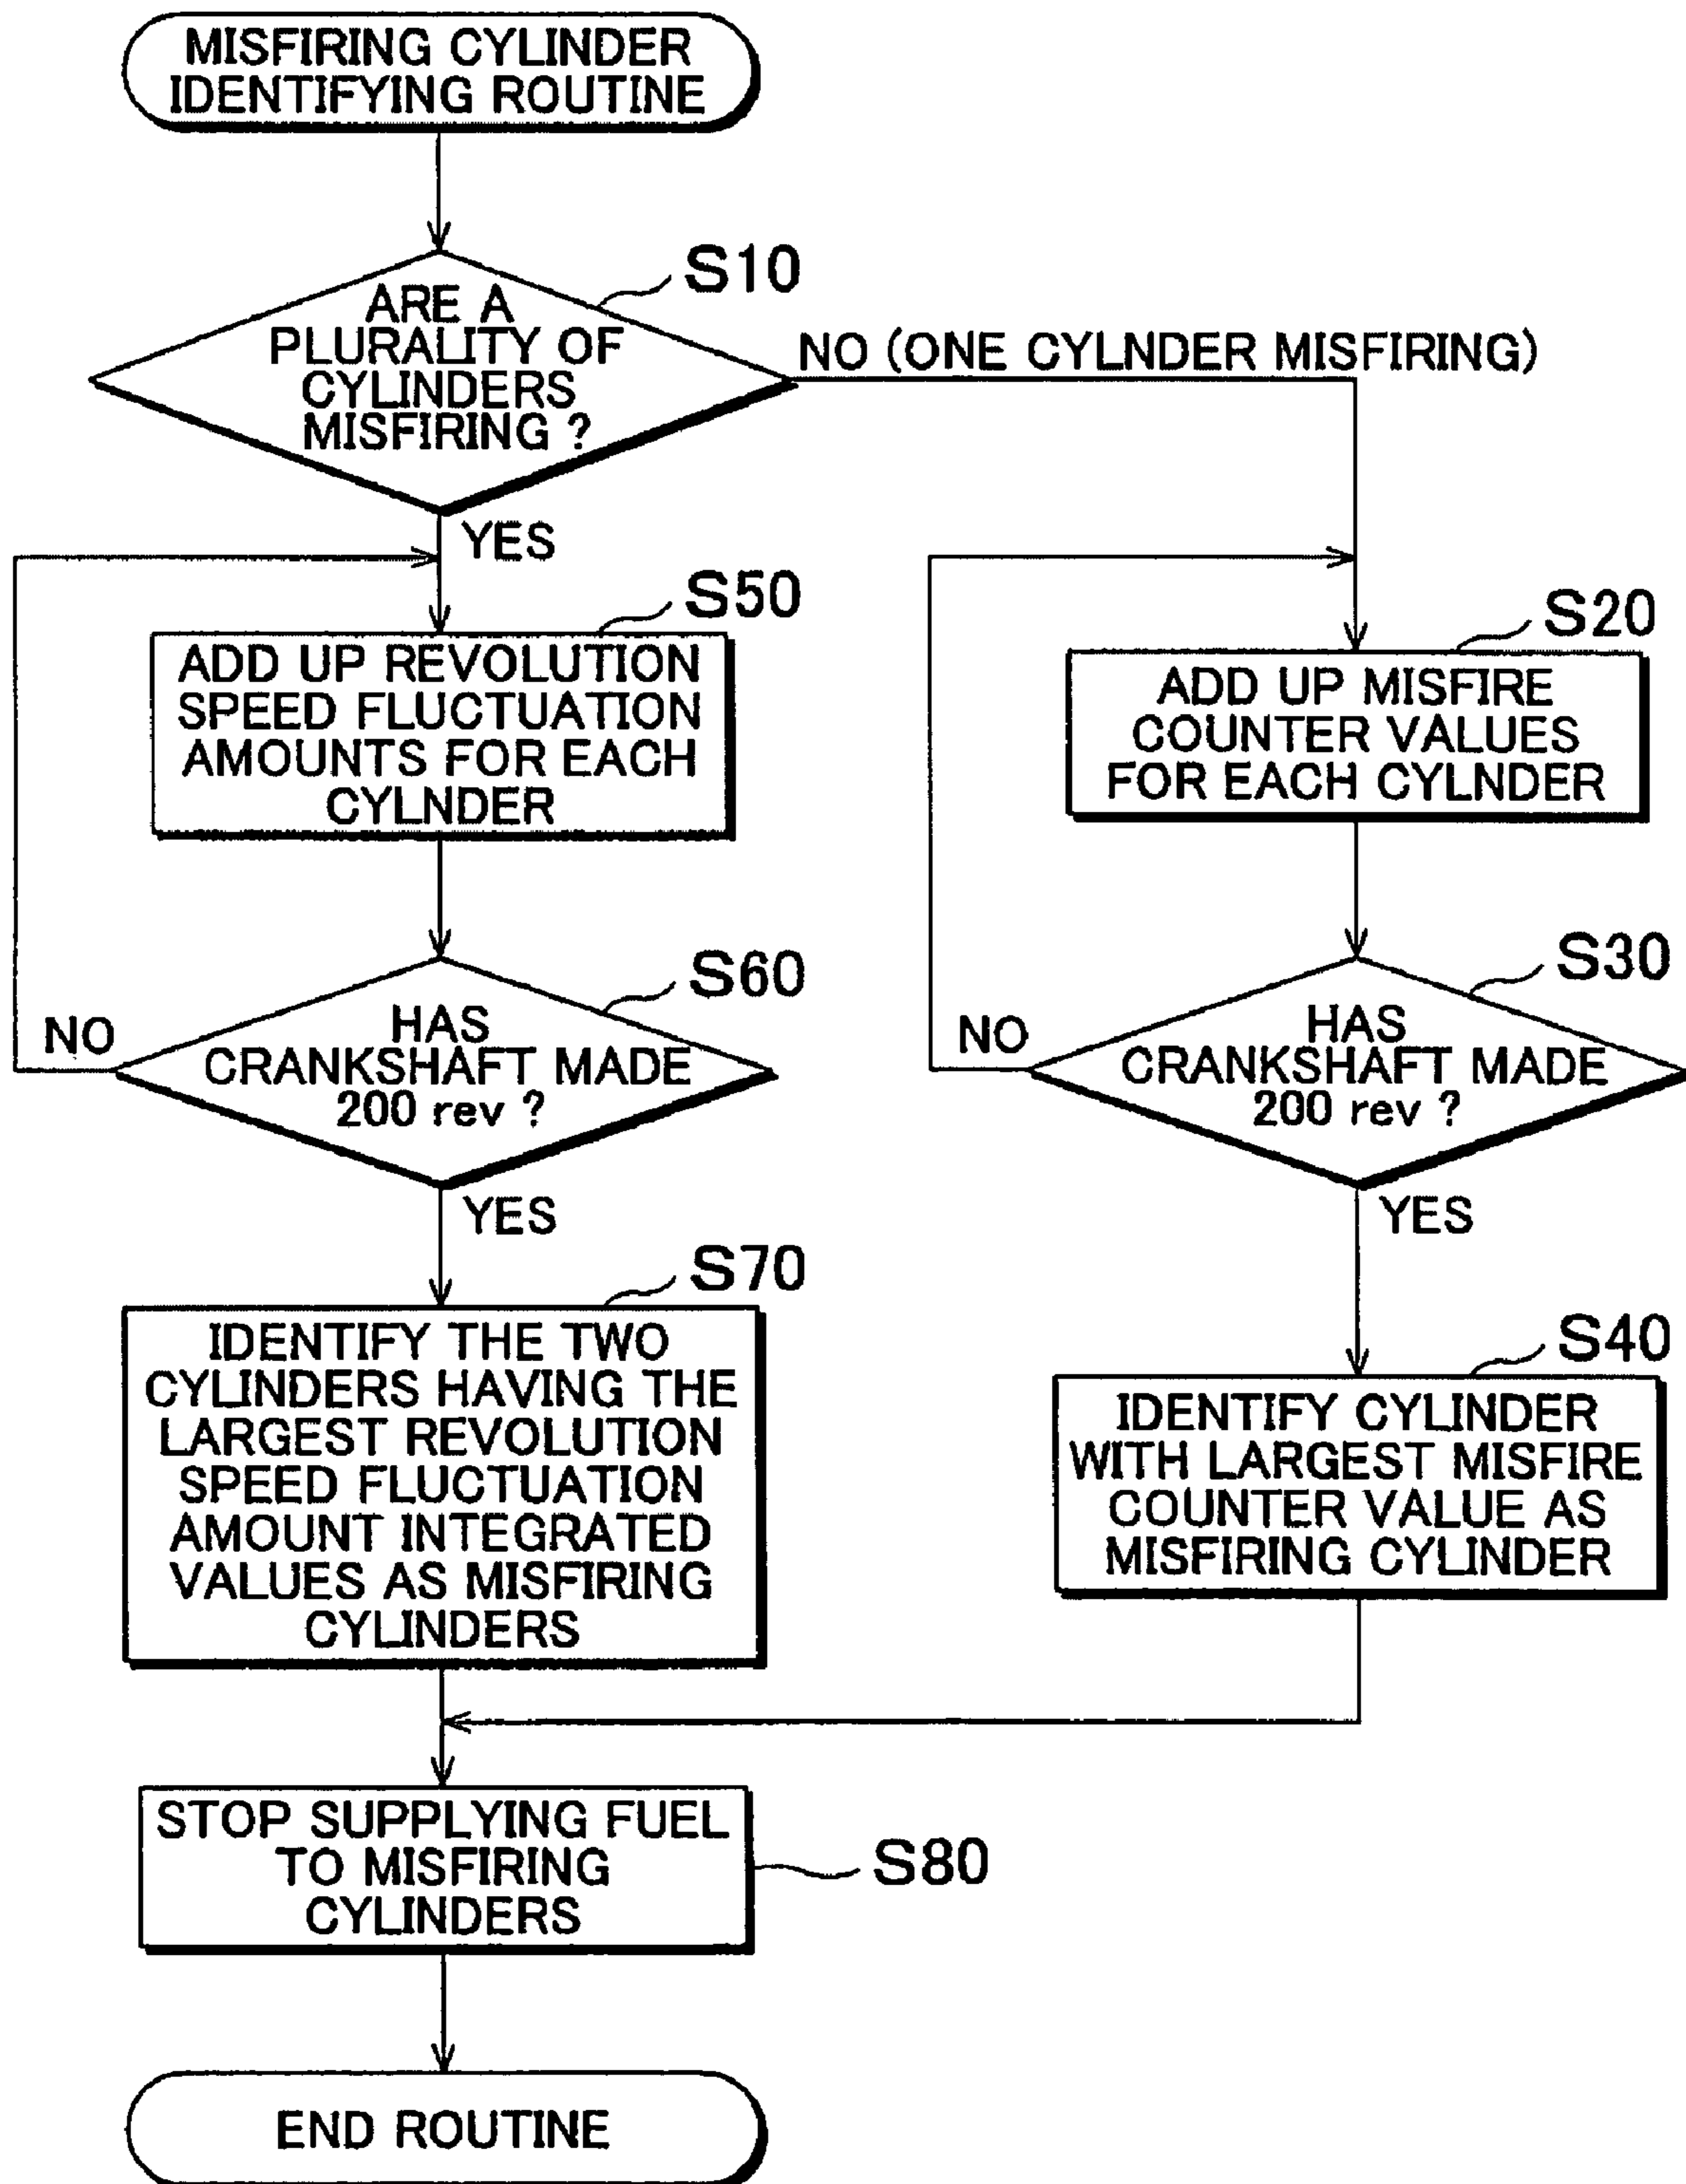 MISFIRING CYLINDER
IDENTIFYING ROUTINE
S10
ARE A
PLURALITY OF
CYLINDERS
MISFIRING ?
NO (ONE CYLNDER MISFIRING)
YES
S50
ADD UP REVOLUTION
SPEED FLUCTUATION
AMOUNTS FOR EACH
CYLNDER
S20
ADD UP MISFIRE
COUNTER VALUES
FOR EACH CYLNDER
S60
HAS
CRANKSHAFT MADE
200 rev ?
NO
YES
S30
HAS
CRANKSHAFT MADE
200 rev ?
NO
YES
S70
IDENTIFY THE TWO
CYLINDERS HAVING THE
LARGEST REVOLUTION
SPEED FLUCTUATION
AMOUNT INTEGRATED
VALUES AS MISFIRING
CYLINDERS
S40
IDENTIFY CYLINDER
WITH LARGEST MISFIRE
COUNTER VALUE AS
MISFIRING CYLINDER
STOP SUPPLYING FUEL
TO MISFIRING
CYLINDERS
S80
END ROUTINE